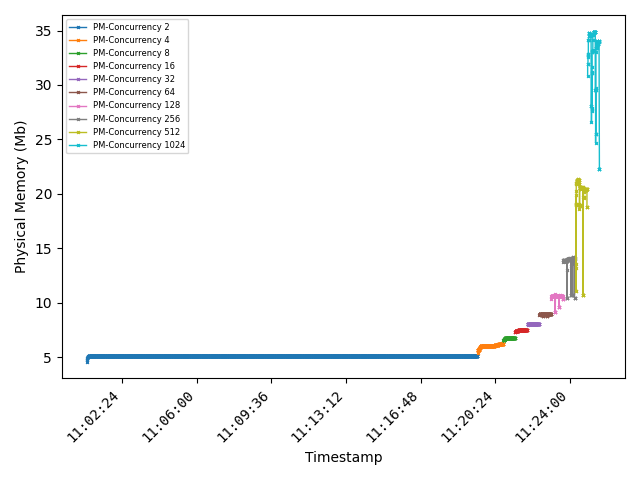 PM-Concurrency 2
PM-Concurrency 4
PM-Concurrency 8
PM-Concurrency 16
PM-Concurrency 32
PM-Concurrency 64
PM-Concurrency 128
PM-Concurrency 256
PM-Concurrency 512
PM-Concurrency 1024
Physical Memory (Mb)
35
30
25
20
15
10
5
11:02:24
11:06:00
11:09:36
11:13:12
11:16:48
11:20:24
11:24:00
Timestamp